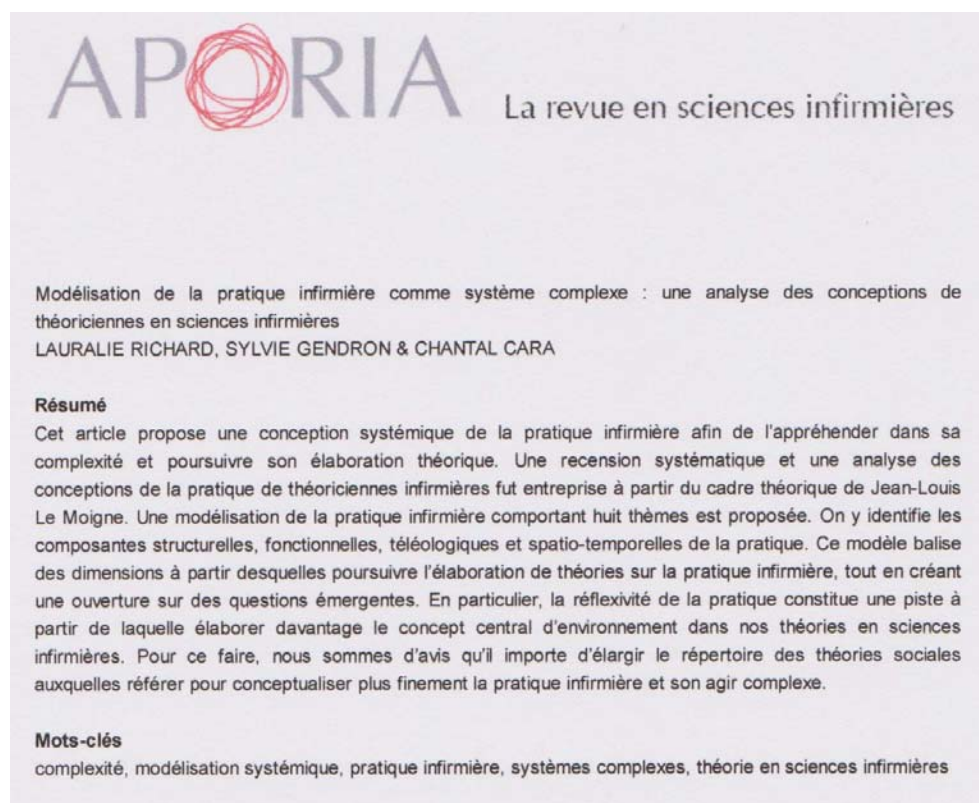 APORIA La revue en sciences infirmières
Modélisation de la pratique infirmière comme système complexe : une analyse des conceptions de
théoriciennes en sciences infirmières
LAURALIE RICHARD, SYLVIE GENDRON & CHANTAL CARA
Résumé
Cet article propose une conception systémique de la pratique infirmière afin de l'appréhender dans sa
complexité et poursuivre son élaboration théorique. Une recension systématique et une analyse des
conceptions de la pratique de théoriciennes infirmières fut entreprise à partir du cadre théorique de Jean-Louis
Le Moigne. Une modélisation de la pratique infirmière comportant huit thèmes est proposée. On y identifie les
composantes structurelles, fonctionnelles, téléologiques et spatio-temporelles de la pratique. Ce modèle balise
des dimensions à partir desquelles poursuivre l'élaboration de théories sur la pratique infirmière, tout en créant
une ouverture sur des questions émergentes. En particulier, la réflexivité de la pratique constitue une piste à
partir de laquelle élaborer davantage le concept central d'environnement dans nos théories en sciences
infirmières. Pour ce faire, nous sommes d'avis qu'il importe d'élargir le répertoire des théories sociales
auxquelles référer pour conceptualiser plus finement la pratique infirmière et son agir complexe.
Mots-clés
complexité, modélisation systémique, pratique infirmière, systèmes complexes, théorie en sciences infirmières